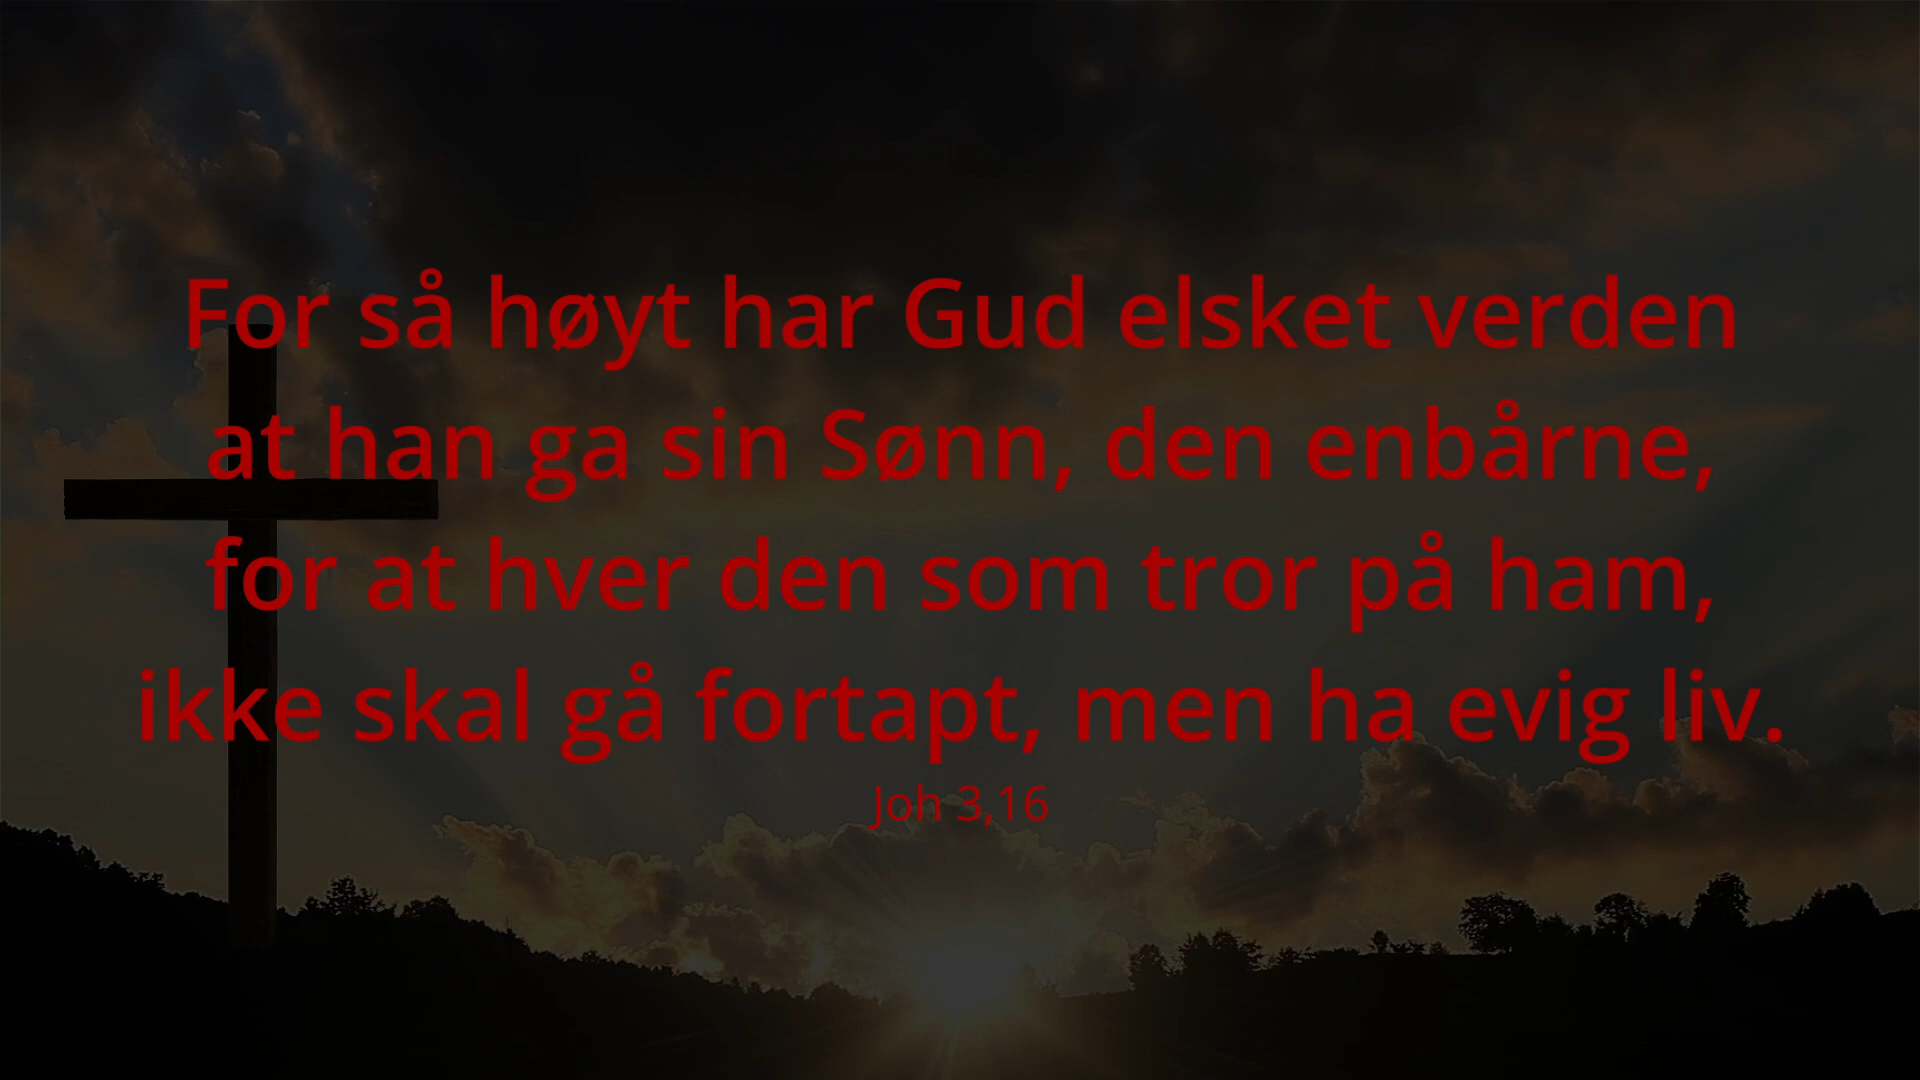 For så høyt har Gud elsket verden
at han ga sin Sønn, den enbårne,
for at hver den som tror på ham,
ikke skal gå fortapt, men ha evig liv.
Joh 3,16